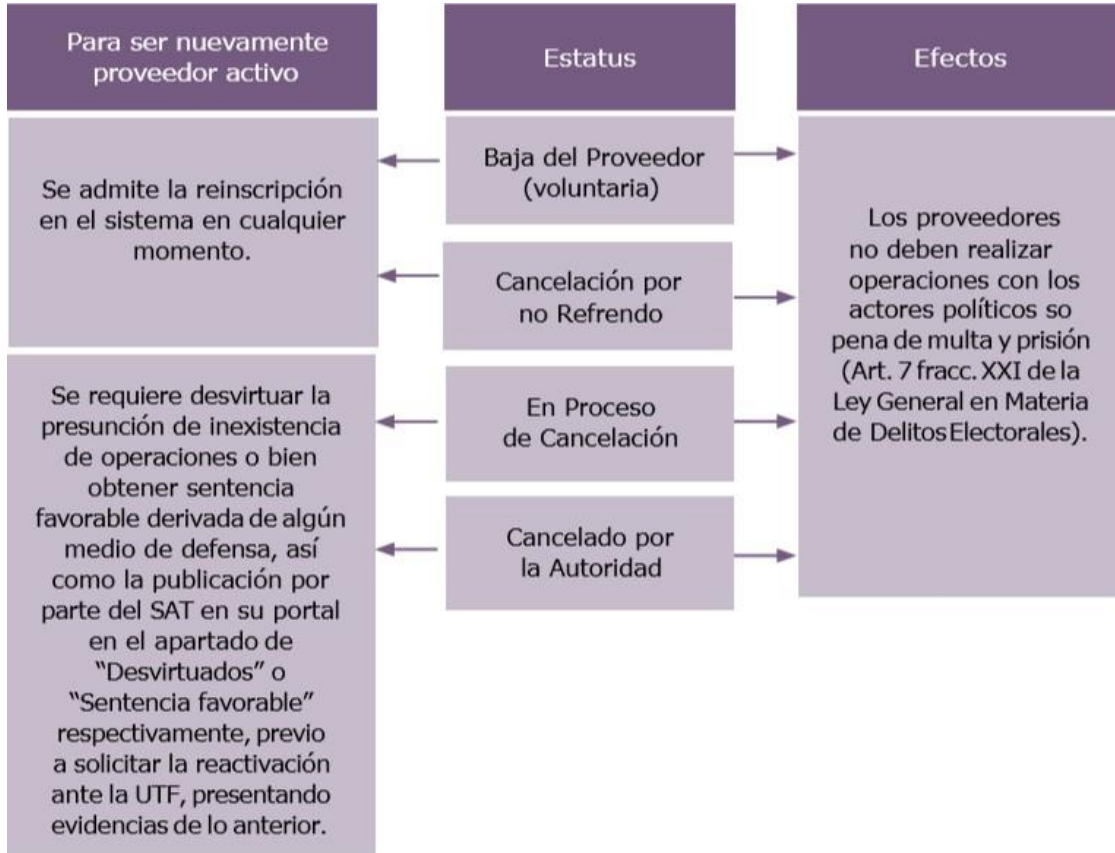 Para ser nuevamente
proveedor activo
Se admite la reinscripción
en el sistema en cualquier
momento.
Se requiere desvirtuar la
presunción de inexistencia
de operaciones o bien
obtener sentencia
favorable derivada de algún
medio de defensa, así
como la publicación por
parte del SAT en su portal
en el apartado de
“Desvirtuados” o
“Sentencia favorable”
respectivamente, previo
a solicitar la reactivación
ante la UTF, presentando
evidencias de lo anterior.
Estatus
Baja del Proveedor
(voluntaria)
Cancelación por
no Refrendo
En Proceso
de Cancelación
Cancelado por
la Autoridad
Efectos
Los proveedores
no deben realizar
operaciones con los
actores políticos so
pena de multa y prisión
(Art. 7 fracc. XXI de la
Ley General en Materia
de Delitos Electorales).